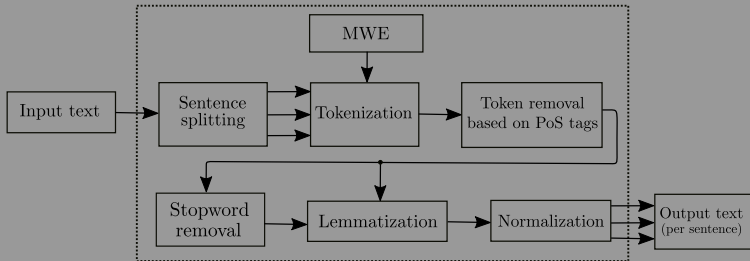 MWE
Input text
Sentence
splitting
Tokenization
Token removal
based on PoS tags
Stopword
removal
Lemmatization
Normalization
Output text
(per sentence)